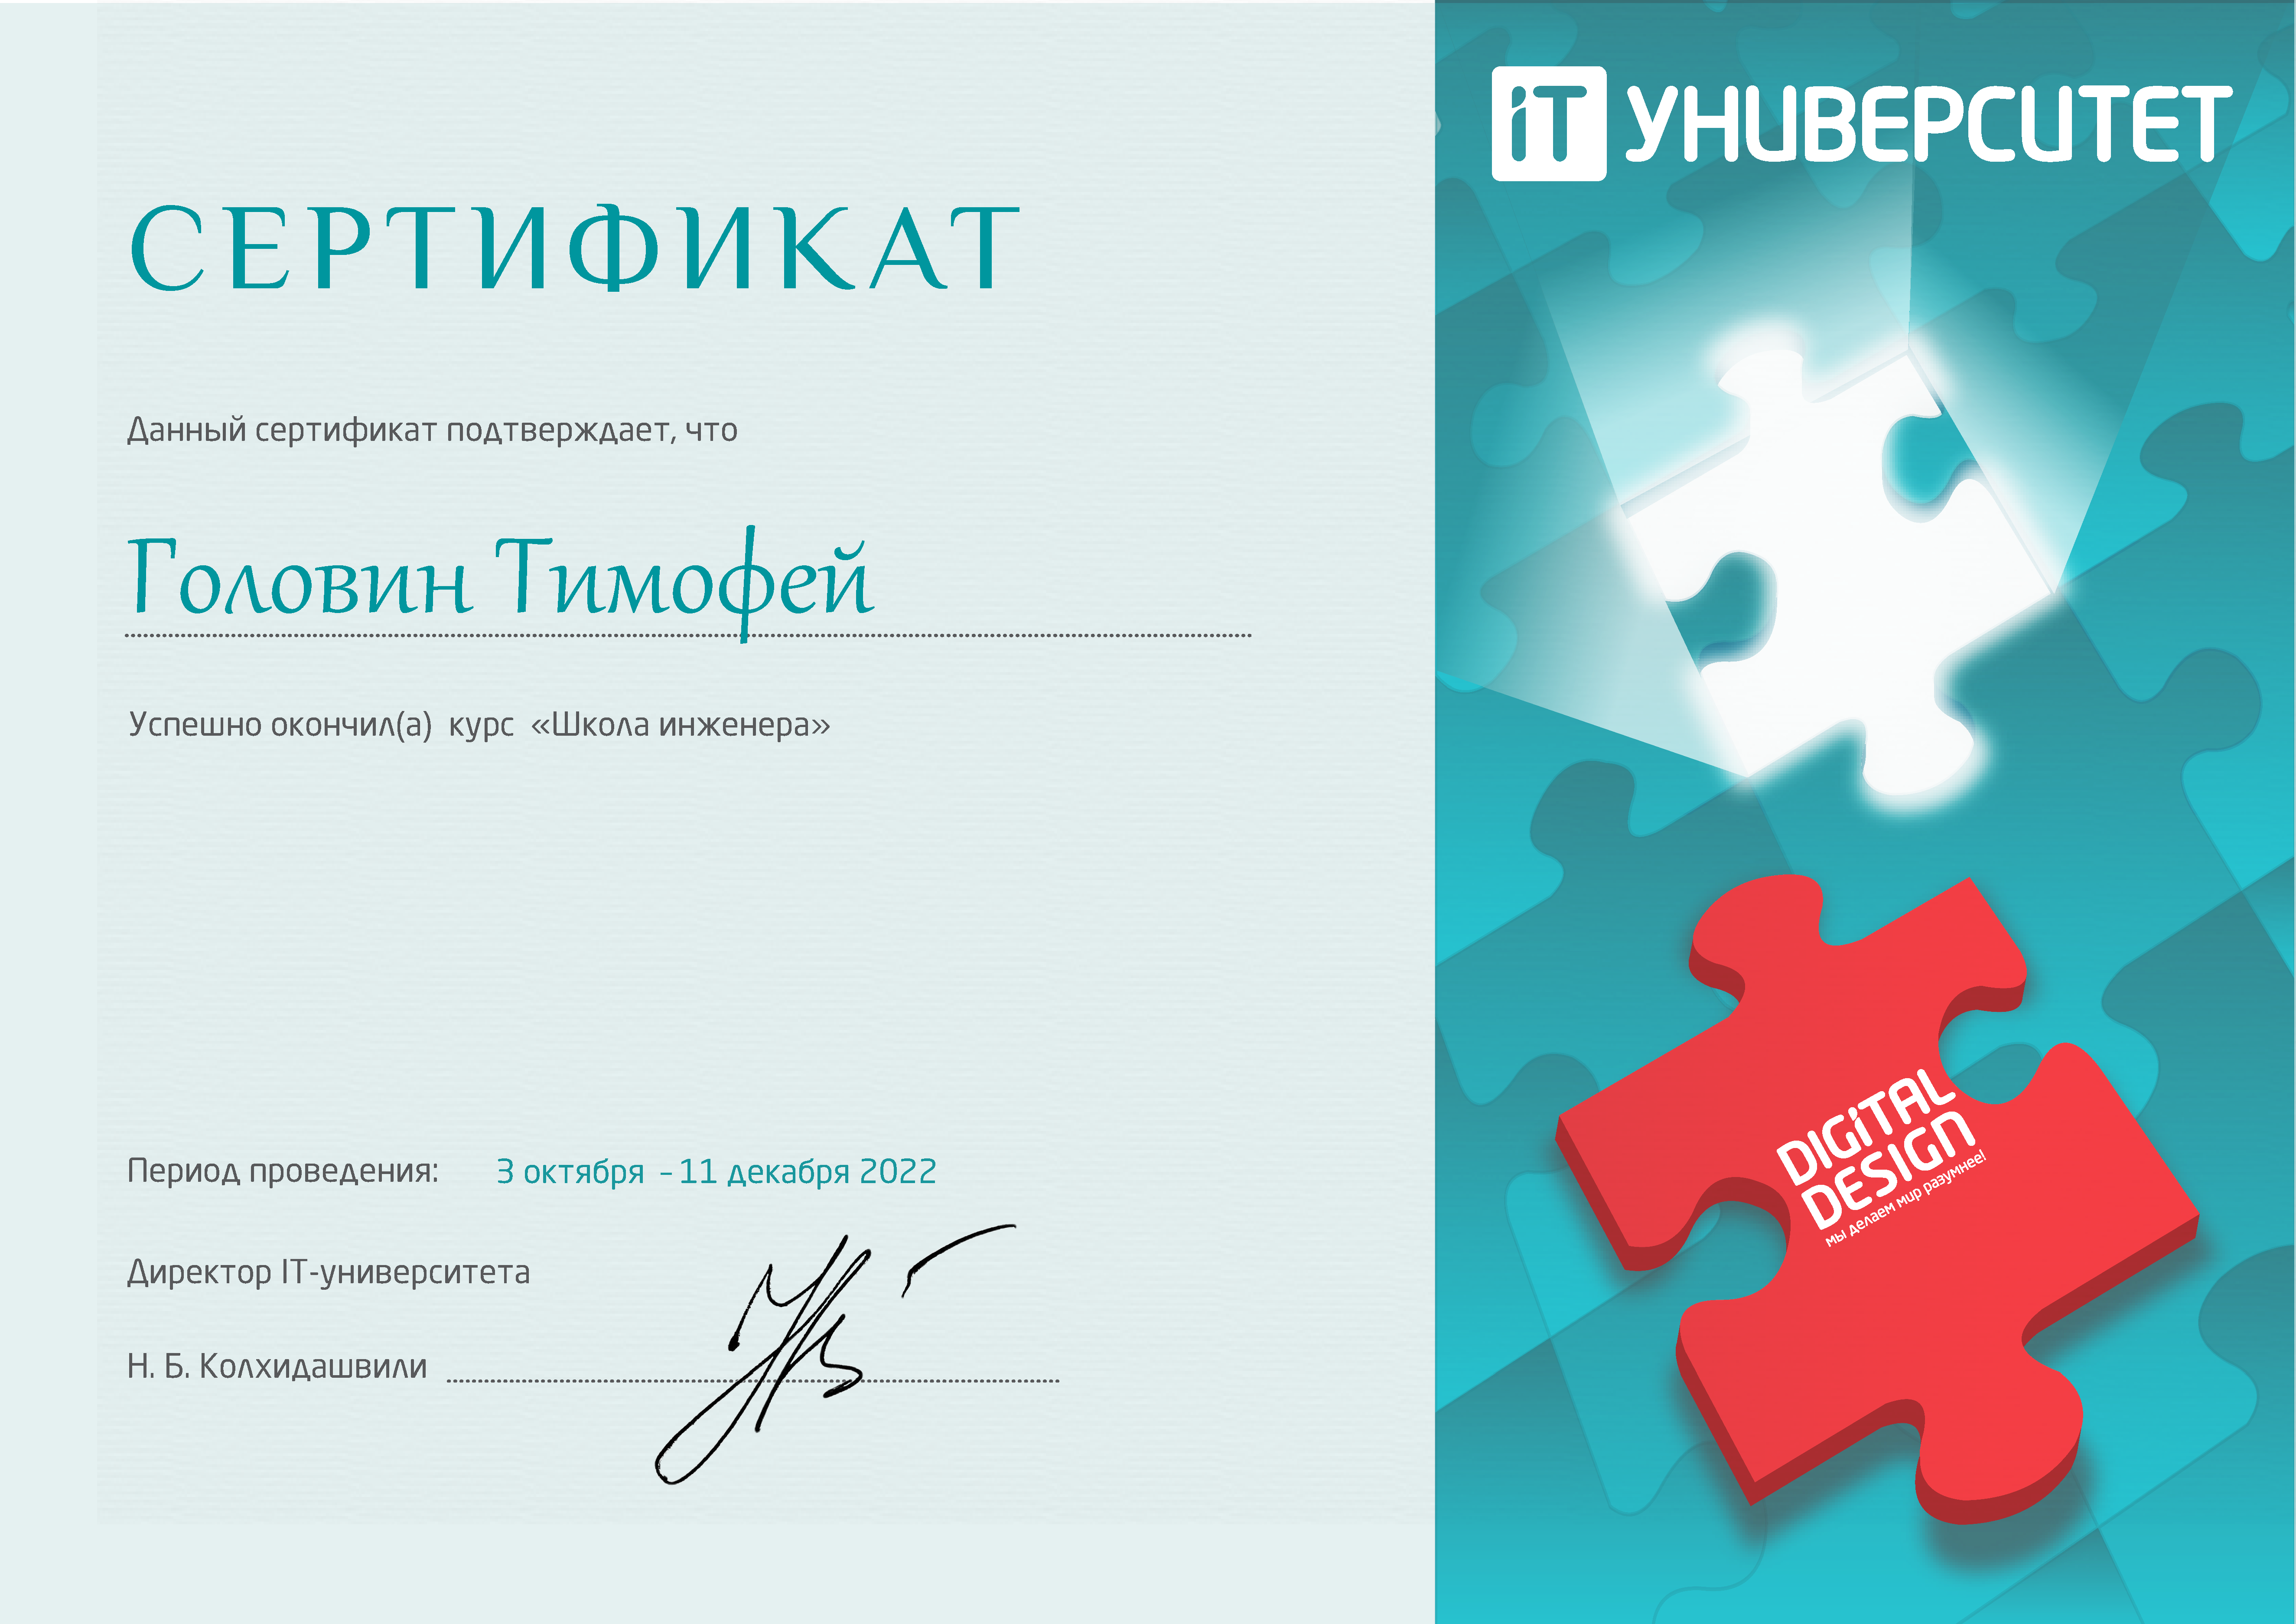 iT УНИВЕРСИТЕТ
СЕРТИФИКАТ
Данный сертификат подтверждает, что
Головин Тимофей
Успешно окончил(а) курс «Школа инженера»
Период проведения: 3 октября – 11 декабря 2022
Директор IT-университета
Н. Б. Колхидашвили
DIGITAL
DESIGN
мы делаем мир разумнее!